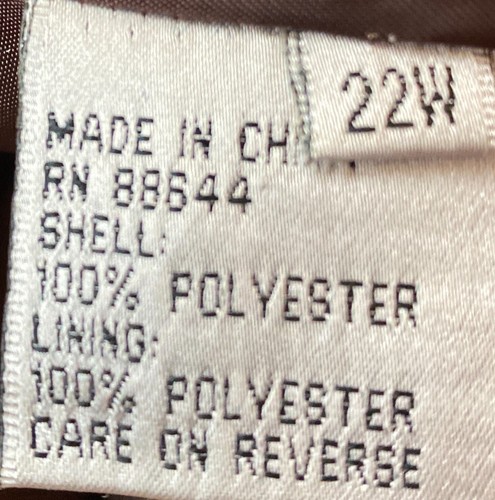 22W
MADE IN CH
RN 88644
SHELL:
100% POLYESTER
LINING:
100% POLYESTER
CARE ON REVERSE